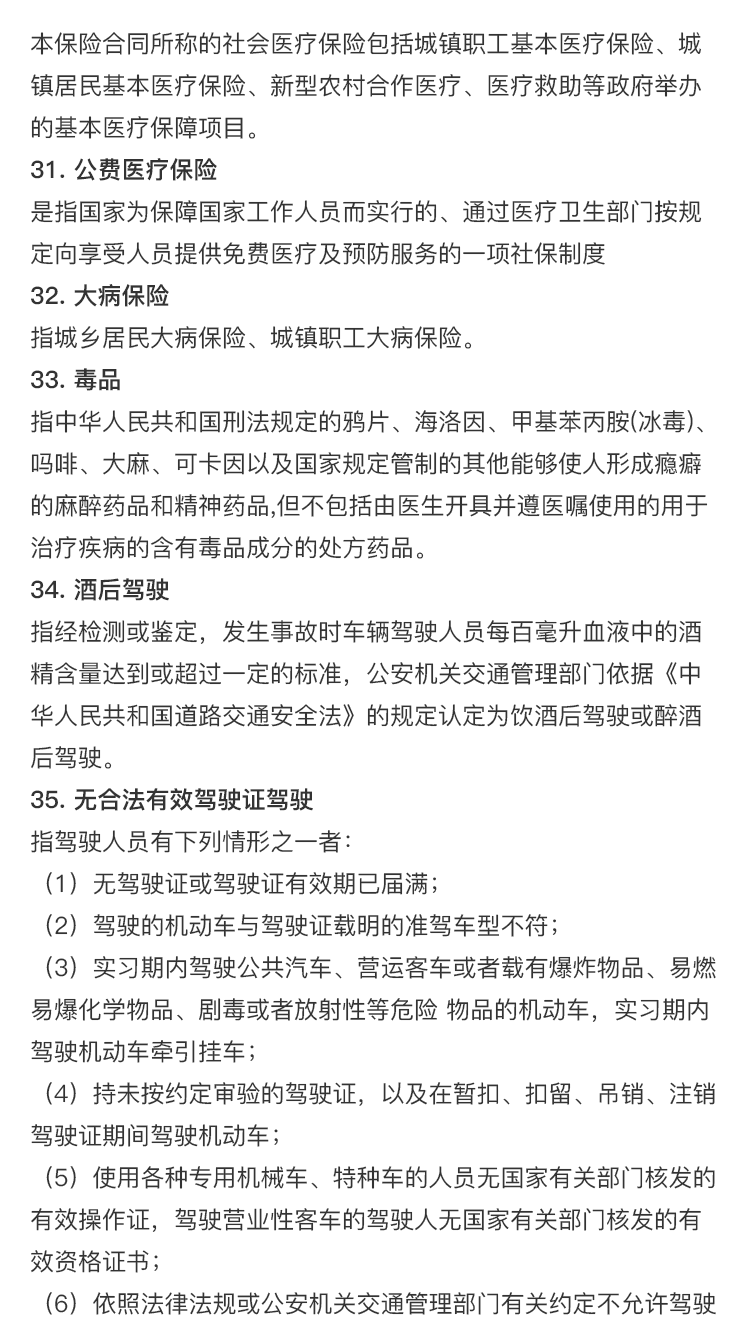 本保险合同所称的社会医疗保险包括城镇职工基本医疗保险、城
镇居民基本医疗保险、新型农村合作医疗、医疗救助等政府举办
的基本医疗保障项目。
31. 公费医疗保险
是指国家为保障国家工作人员而实行的、通过医疗卫生部门按规
定向享受人员提供免费医疗及预防服务的一项社保制度
32. 大病保险
指城乡居民大病保险、城镇职工大病保险。
33. 毒品
指中华人民共和国刑法规定的鸦片、海洛因、甲基苯丙胺(冰毒)、
吗啡、大麻、可卡因以及国家规定管制的其他能够使人形成瘾癖
的麻醉药品和精神药品,但不包括由医生开具并遵医嘱使用的用于
治疗疾病的含有毒品成分的处方药品。
34. 酒后驾驶
指经检测或鉴定，发生事故时车辆驾驶人员每百毫升血液中的酒
精含量达到或超过一定的标准，公安机关交通管理部门依据《中
华人民共和国道路交通安全法》的规定认定为饮酒后驾驶或醉酒
后驾驶。
35. 无合法有效驾驶证驾驶
指驾驶人员有下列情形之一者：
（1）无驾驶证或驾驶证有效期已届满；
（2）驾驶的机动车与驾驶证载明的准驾车型不符；
（3）实习期内驾驶公共汽车、营运客车或者载有爆炸物品、易燃
易爆化学物品、剧毒或者放射性等危险 物品的机动车，实习期内
驾驶机动车牵引挂车；
（4）持未按约定审验的驾驶证，以及在暂扣、扣留、吊销、注销
驾驶证期间驾驶机动车；
（5）使用各种专用机械车、特种车的人员无国家有关部门核发的
有效操作证，驾驶营业性客车的驾驶人无国家有关部门核发的有
效资格证书；
（6）依照法律法规或公安机关交通管理部门有关约定不允许驾驶